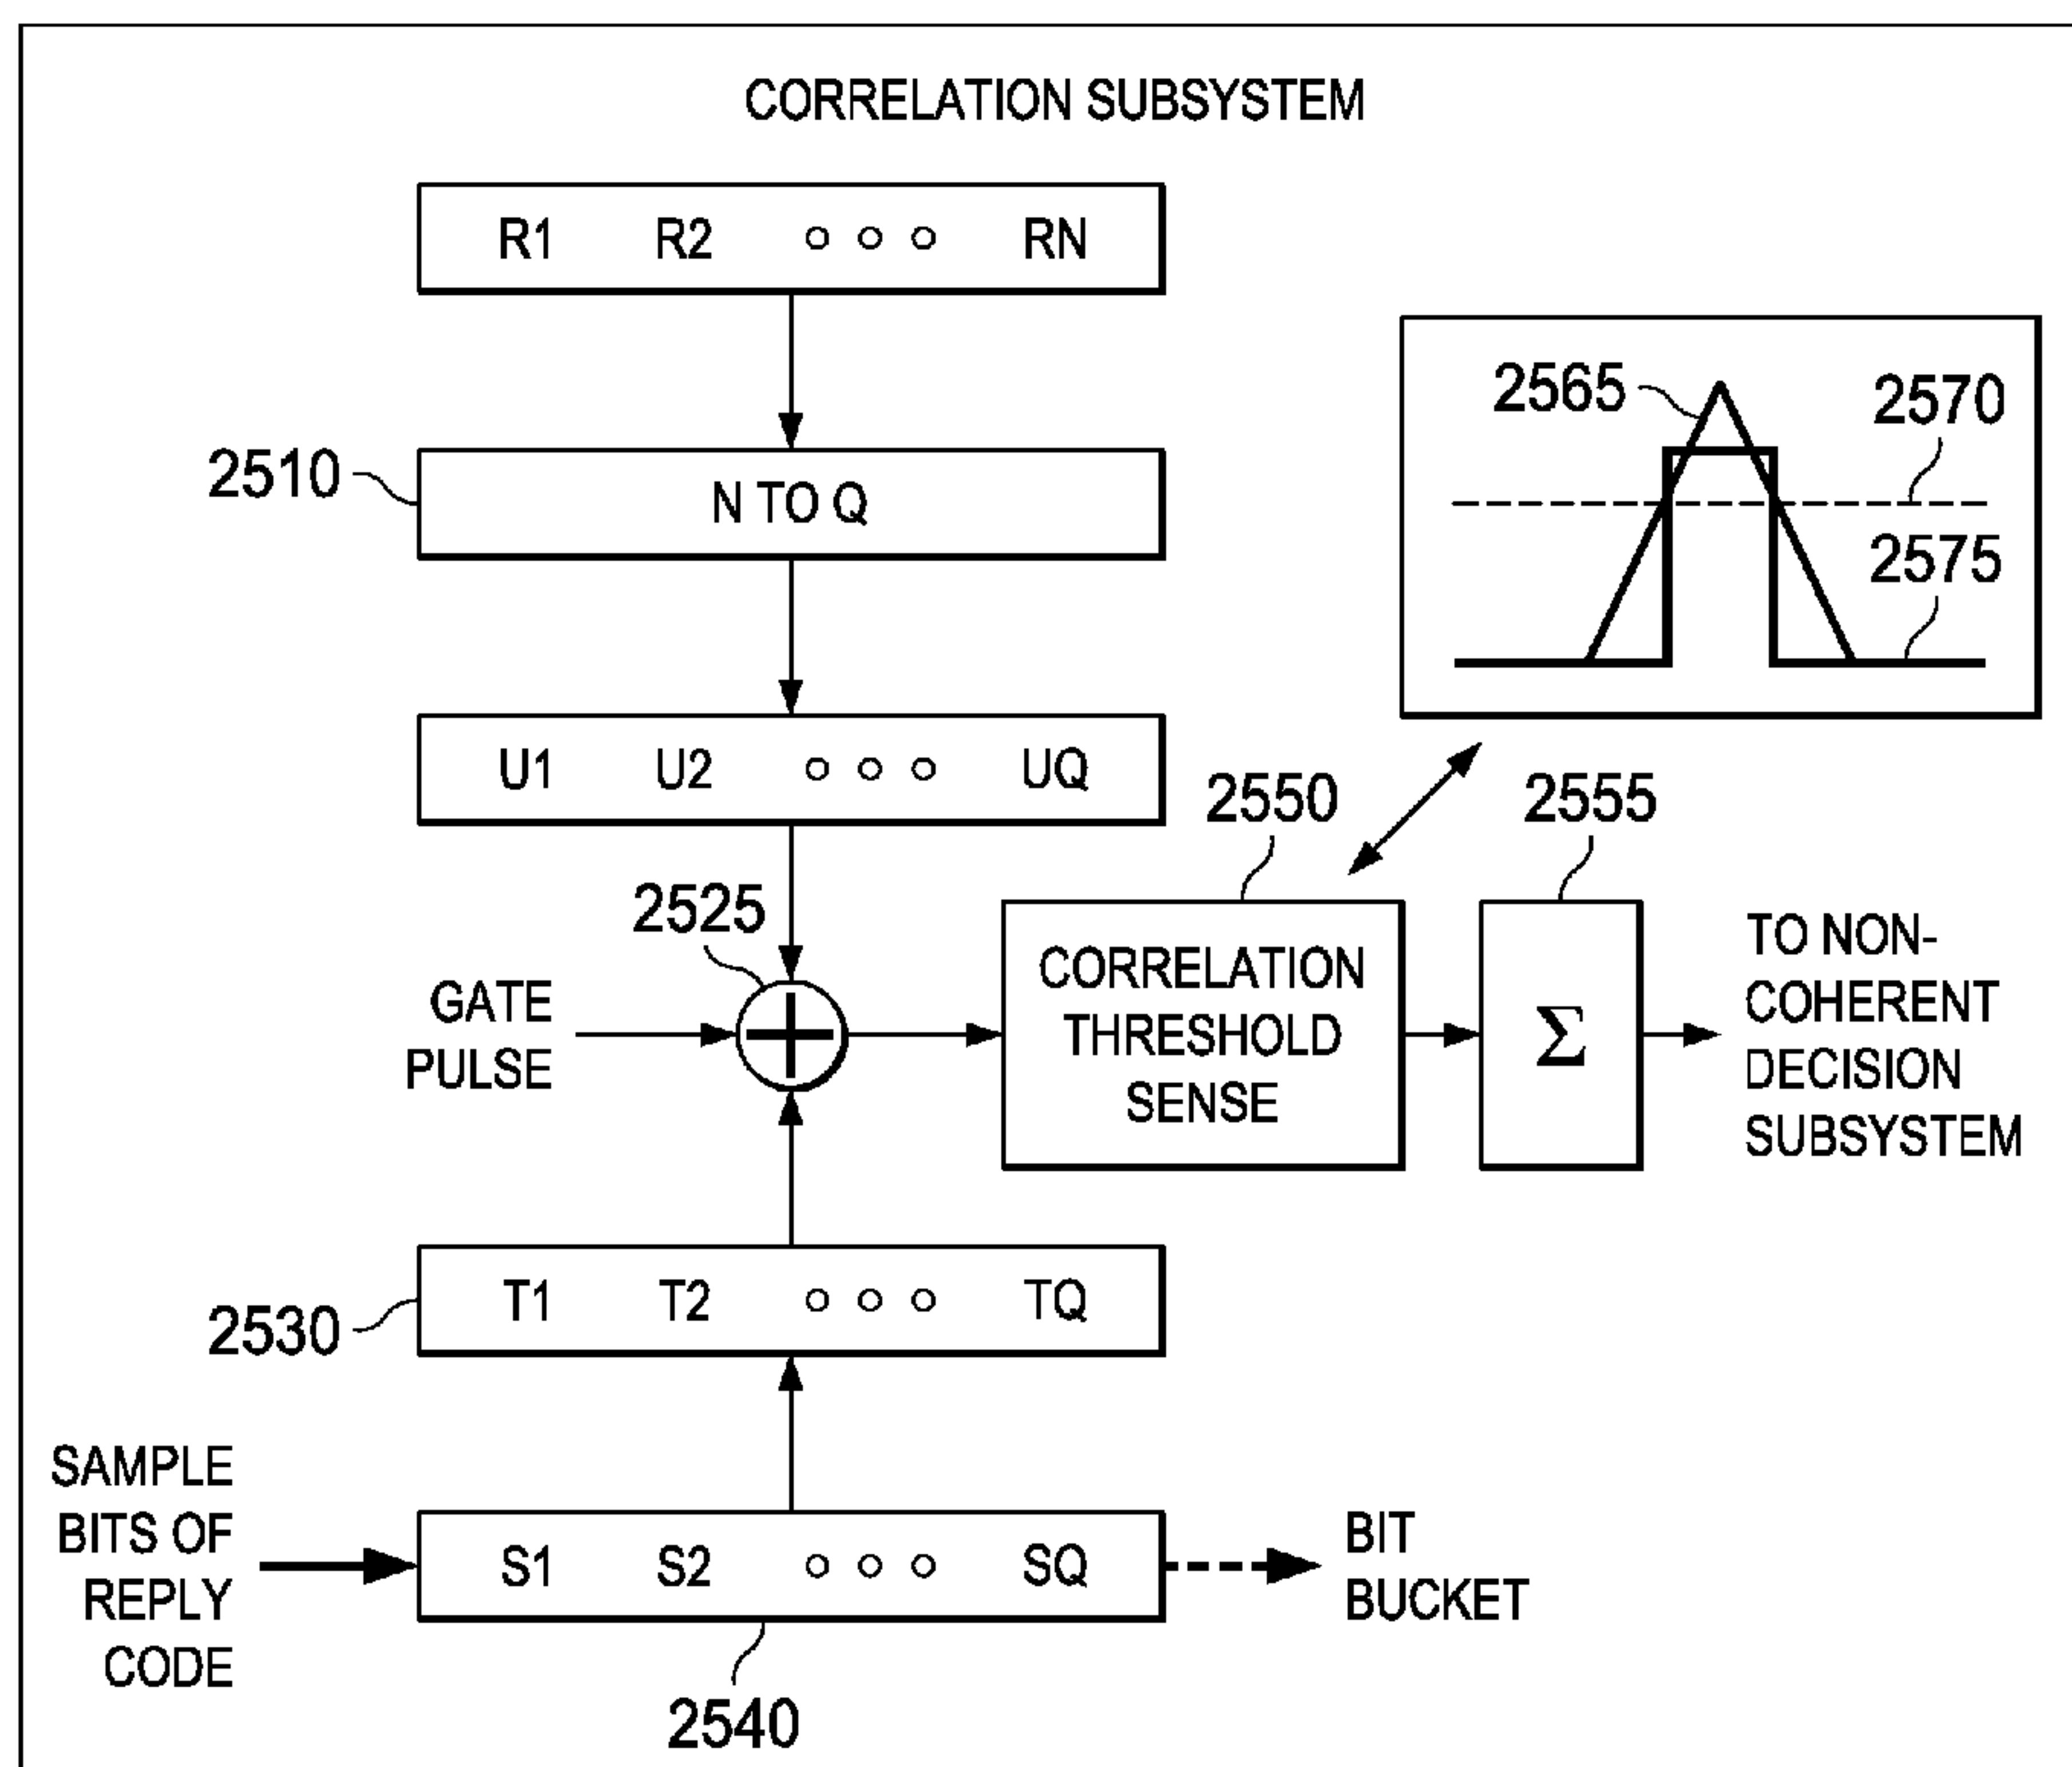 CORRELATION SUBSYSTEM
R1 R2 ○ ○ ○ RN
2565
2570
2510
N TO Q
2575
U1 U2 ○ ○ ○ UQ
2550
2555
2525
GATE
PULSE
CORRELATION
THRESHOLD
SENSE
Σ
TO NON-
COHERENT
DECISION
SUBSYSTEM
2530
T1 T2 ○ ○ ○ TQ
SAMPLE
BITS OF
REPLY
CODE
S1 S2 ○ ○ ○ SQ
BIT
BUCKET
2540